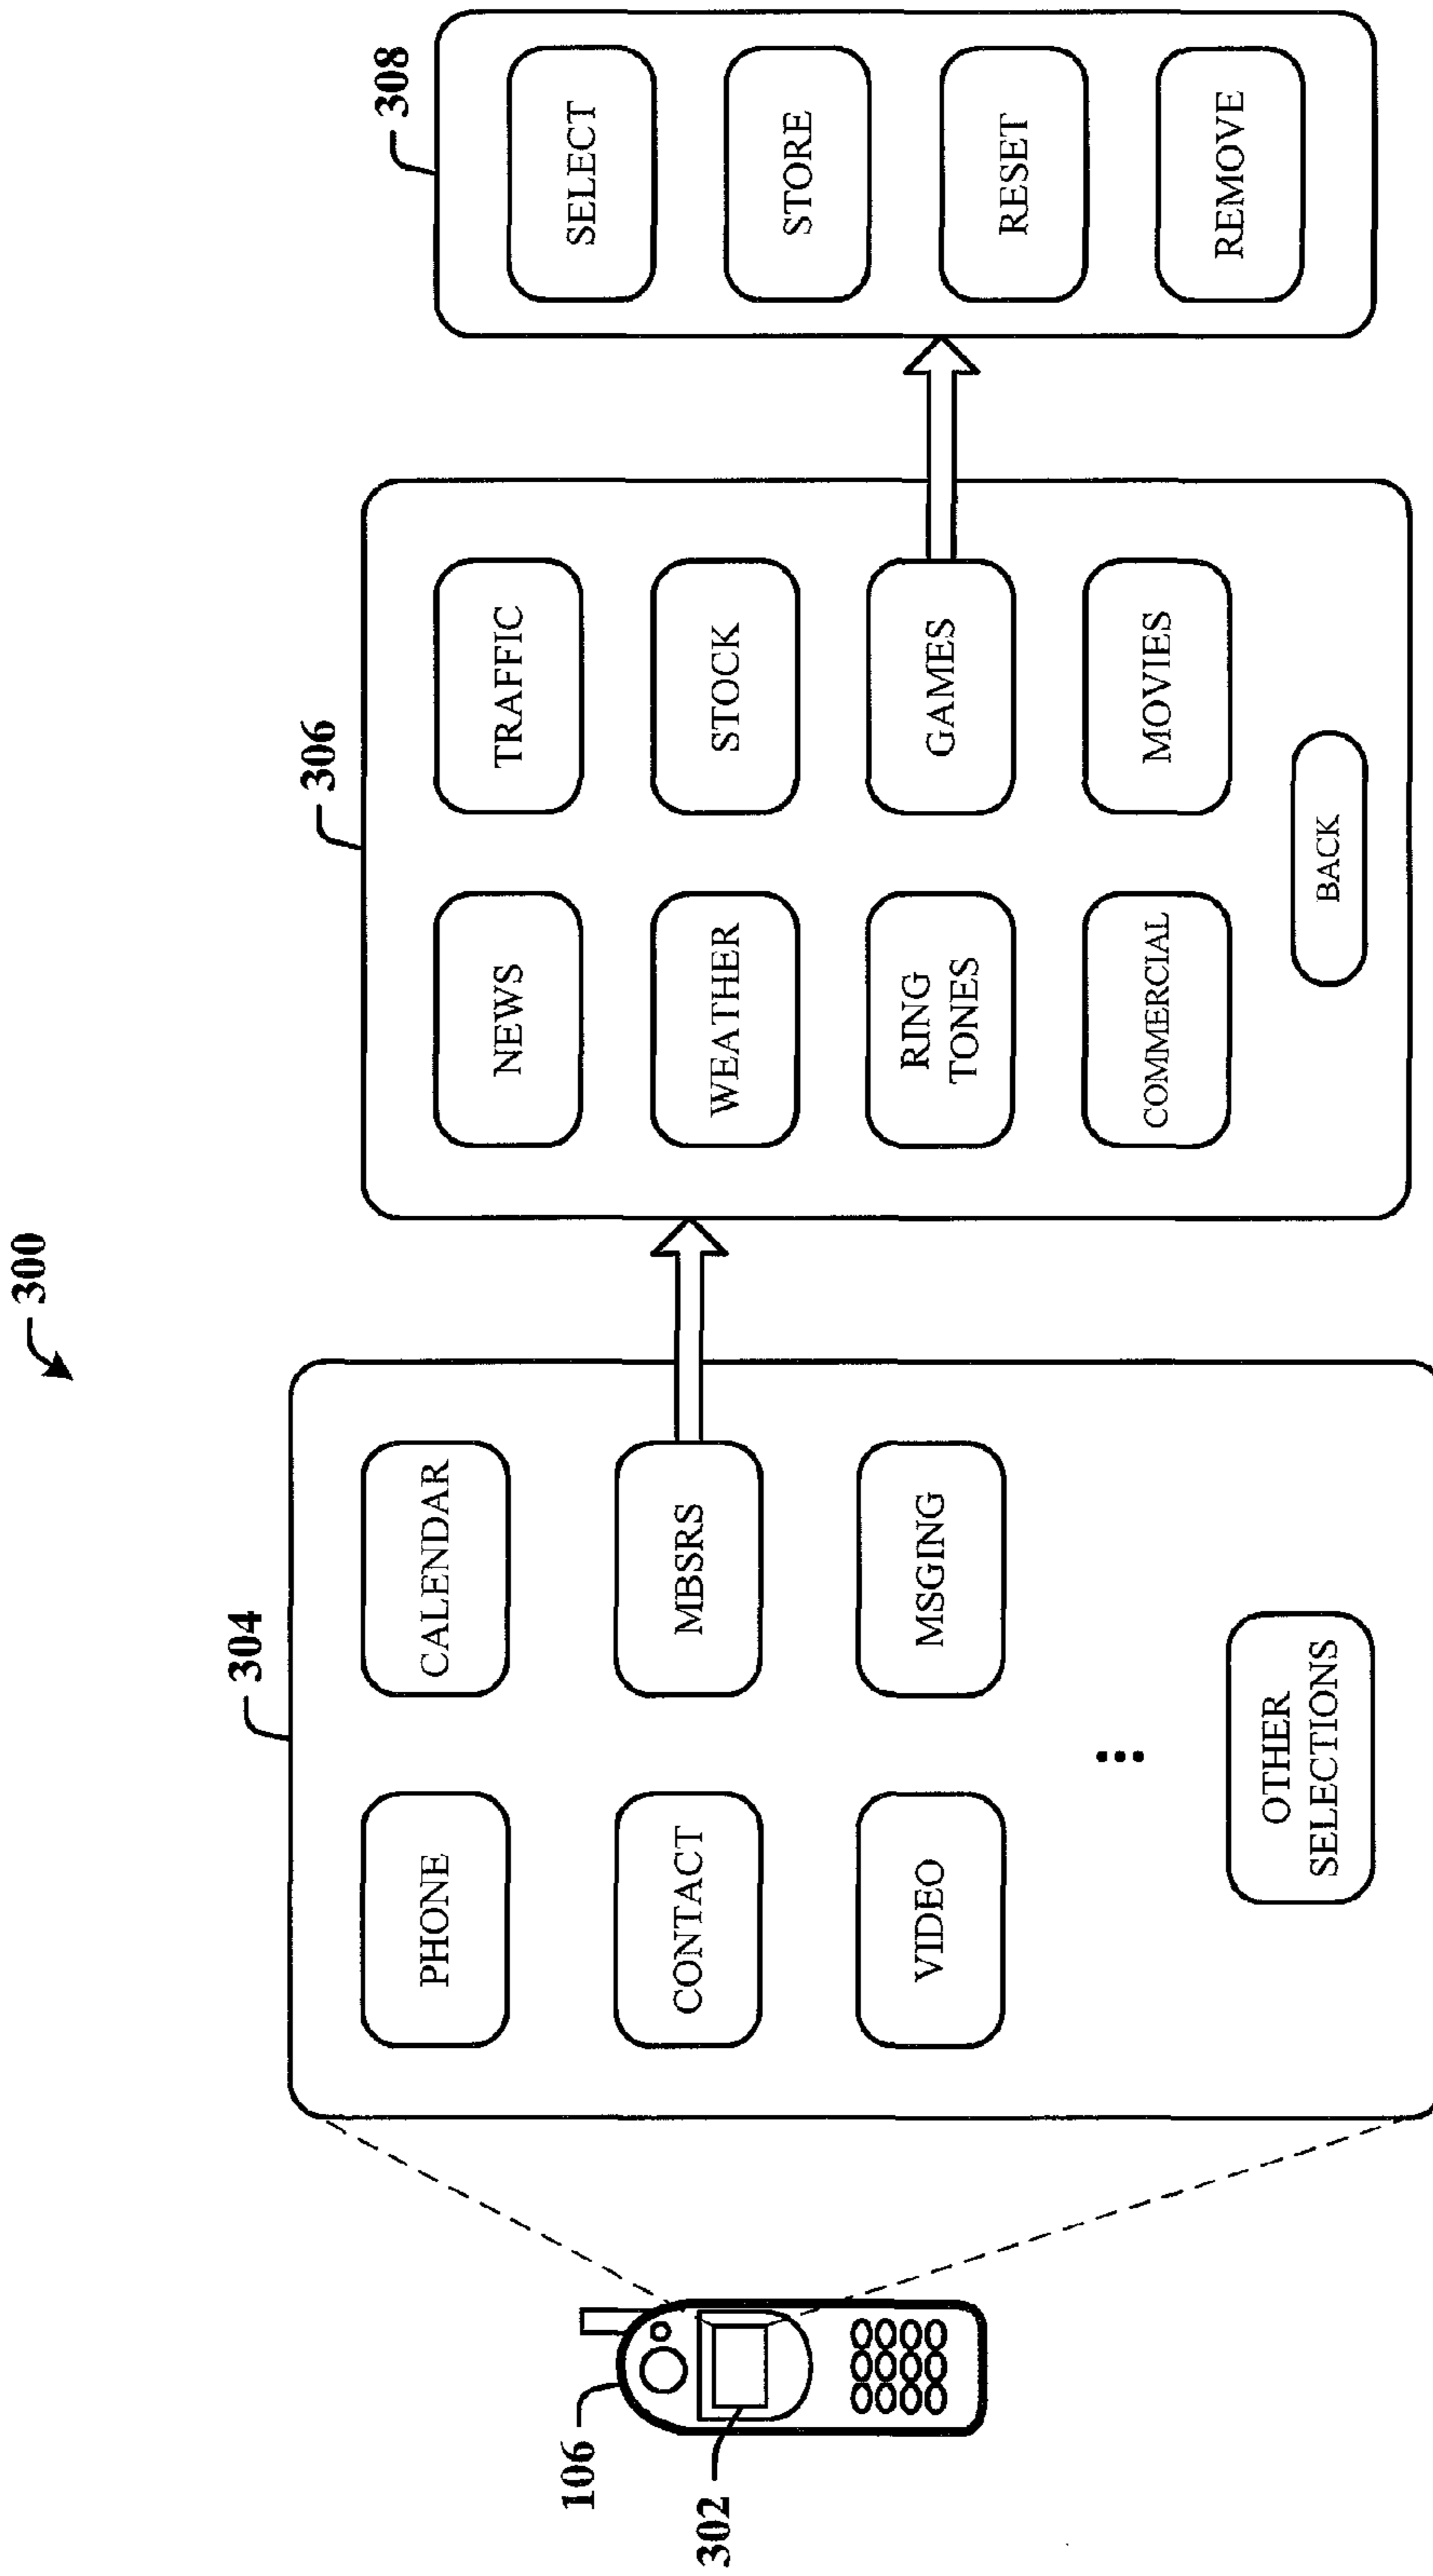 300
106
302
304
PHONE
CALENDAR
CONTACT
MBSRS
VIDEO
MSGING
OTHER
SELECTIONS
306
NEWS
TRAFFIC
WEATHER
STOCK
RING
TONES
GAMES
COMMERCIAL
MOVIES
BACK
308
SELECT
STORE
RESET
REMOVE